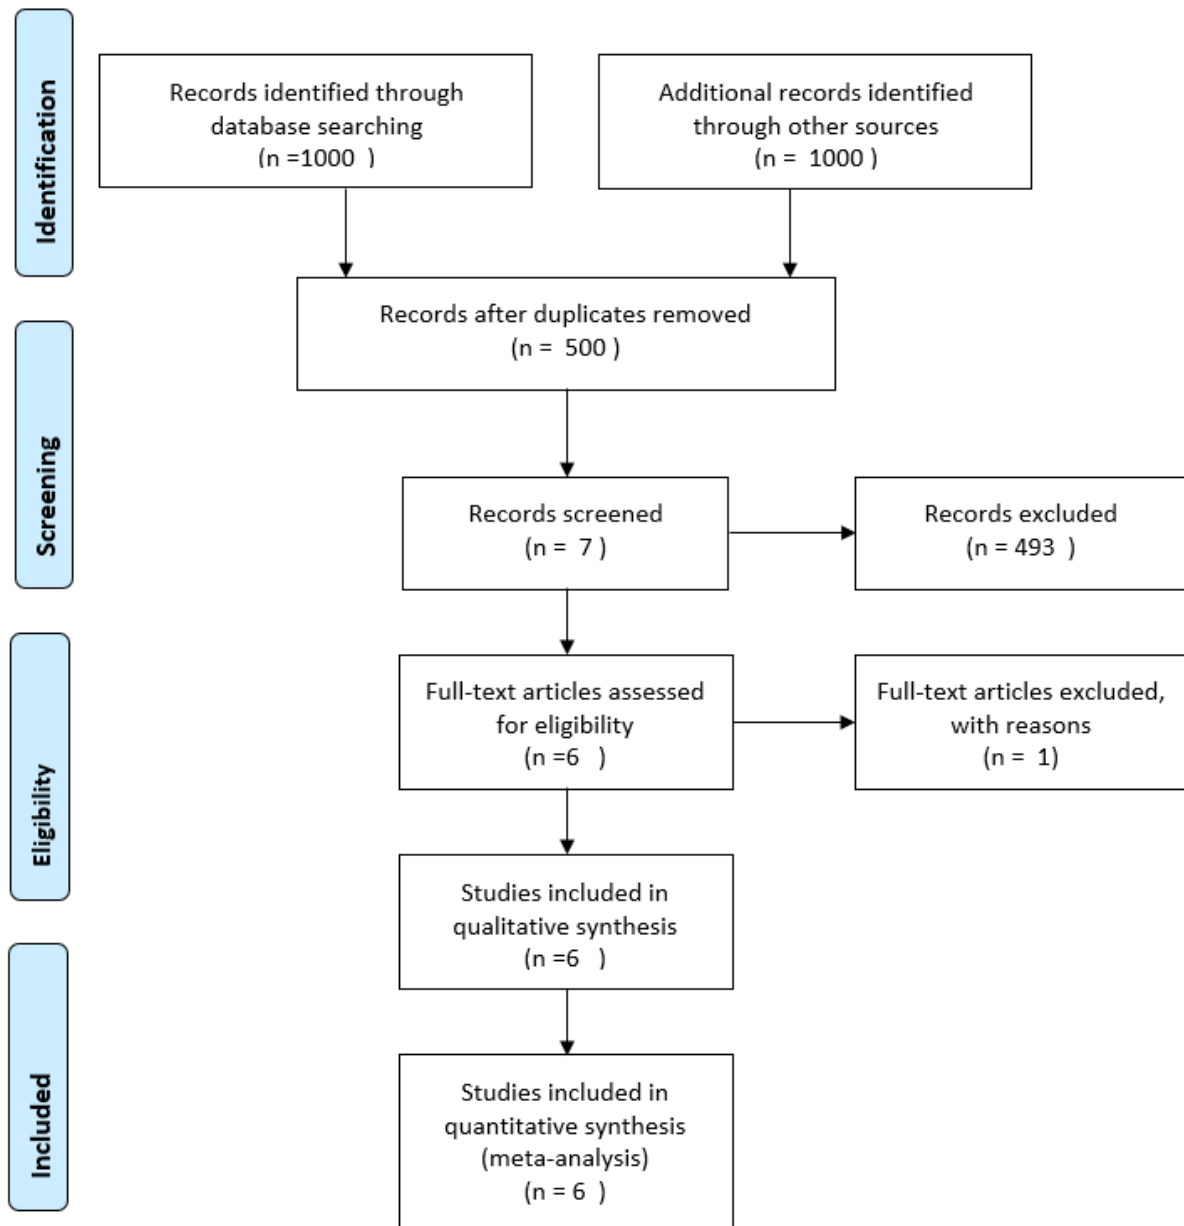 Identification
Records identified through
database searching
(n =1000  )
Additional records identified
through other sources
(n =  1000 )
Records after duplicates removed
(n =  500 )
Screening
Records screened
(n =  7 )
Records excluded
(n = 493  )
Eligibility
Full-text articles assessed
for eligibility
(n =6   )
Full-text articles excluded,
with reasons
(n =  1)
Studies included in
qualitative synthesis
(n =6   )
Included
Studies included in
quantitative synthesis
(meta-analysis)
(n = 6  )